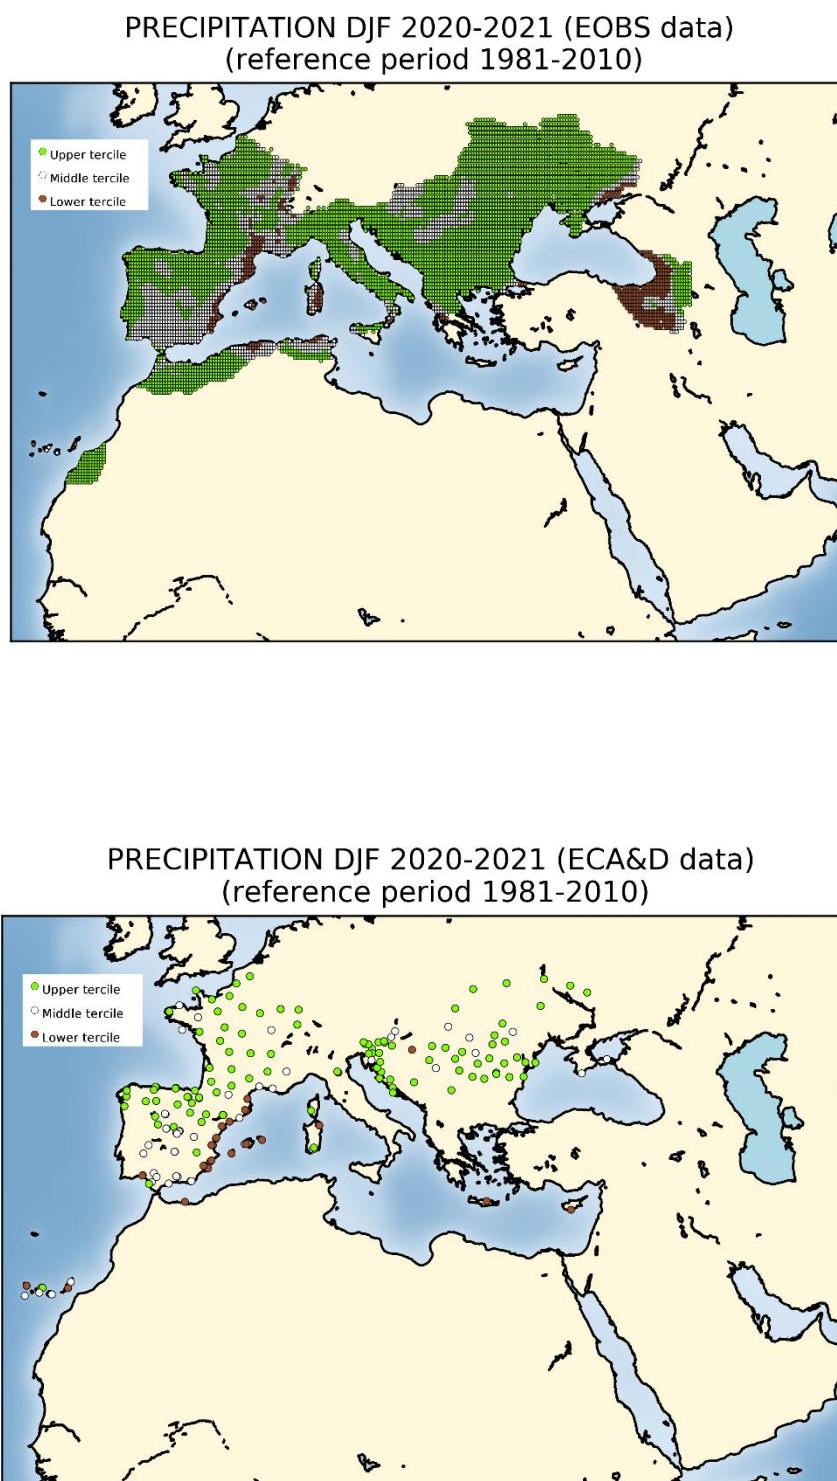 PRECIPITATION DJF 2020-2021 (EOBS data)
(reference period 1981-2010)
Upper tercile
Middle tercile
Lower tercile
PRECIPITATION DJF 2020-2021 (ECA&D data)
(reference period 1981-2010)
Upper tercile
Middle tercile
Lower tercile